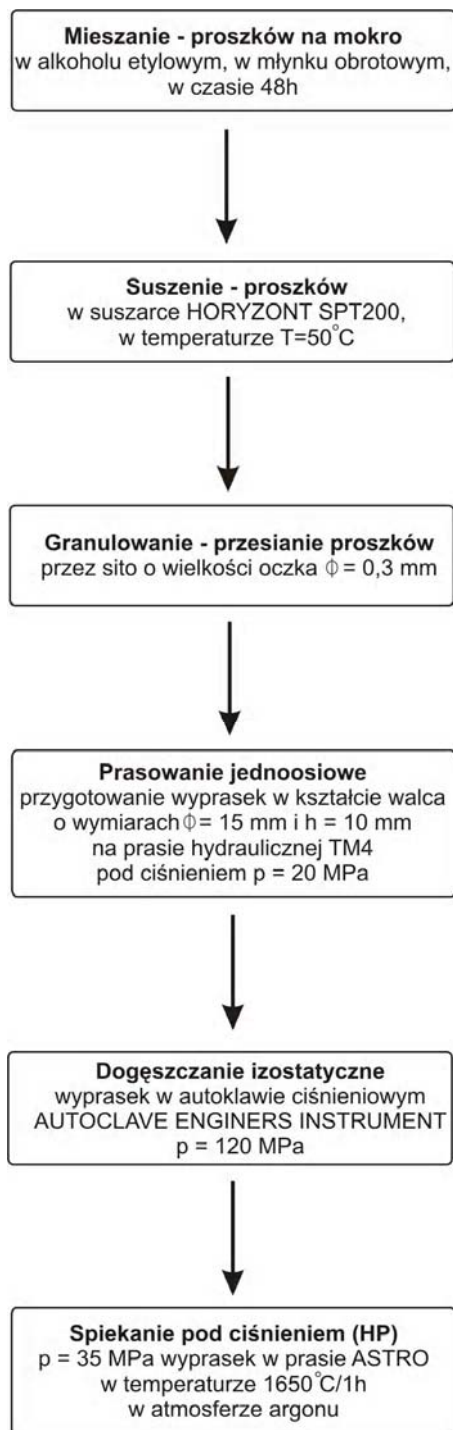 Mieszanie - proszków na mokro
w alkoholu etylowym, w młynku obrotowym,
w czasie 48h
Suszenie - proszków
w suszarce HORYZONT SPT200,
w temperaturze T=50°C
Granulowanie - przesianie proszków
przez sito o wielkości oczka Φ = 0,3 mm
Prasowanie jednoosiowe
przygotowanie wyprasek w kształcie walca
o wymiarach Φ = 15 mm i h = 10 mm
na prasie hydraulicznej TM4
pod ciśnieniem p = 20 MPa
Dogęszczanie izostatyczne
wyprasek w autoklawie ciśnieniowym
AUTOCLAVE ENGINERS INSTRUMENT
p = 120 MPa
Spiekanie pod ciśnieniem (HP)
p = 35 MPa wyprasek w prasie ASTRO
w temperaturze 1650°C/1h
w atmosferze argonu